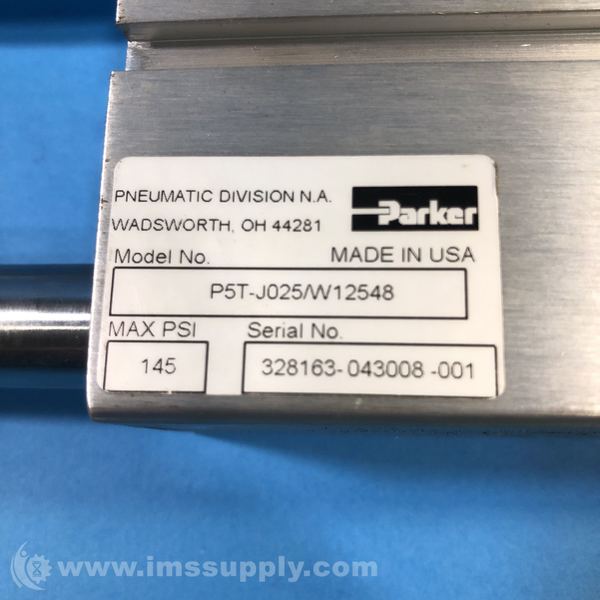 PNEUMATIC DIVISION N.A.
WADSWORTH, OH 44281
Parker
Model No.
MADE IN USA
P5T-J025/W12548
MAX PSI
Serial No.
145
328163-043008-001
www.imssupply.com